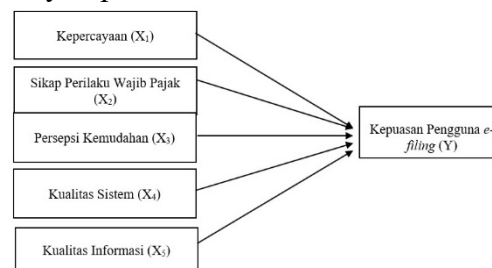 Kepercayaan (X₁)
Sikap Perilaku Wajib Pajak
(X₂)
Persepsi Kemudahan (X₃)
Kualitas Sistem (X₄)
Kualitas Informasi (X₅)
Kepuasan Pengguna e-
filing (Y)